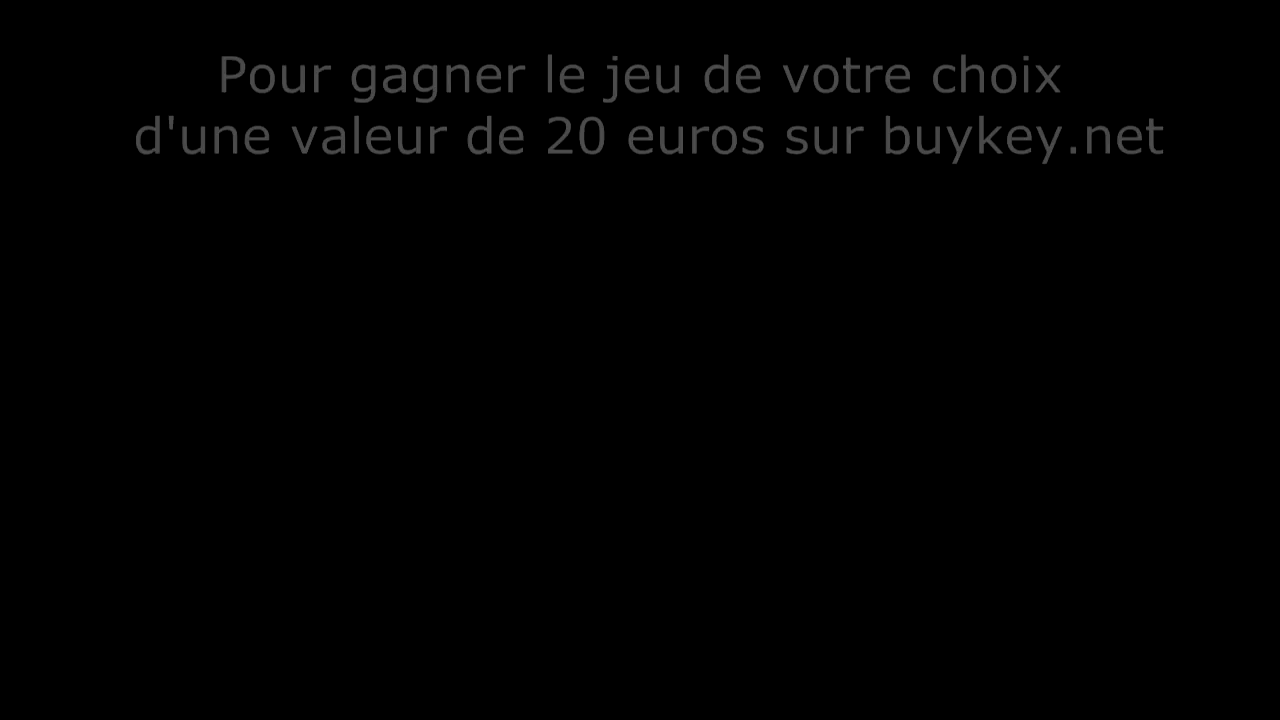 Pour gagner le jeu de votre choix
d'une valeur de 20 euros sur buykey.net